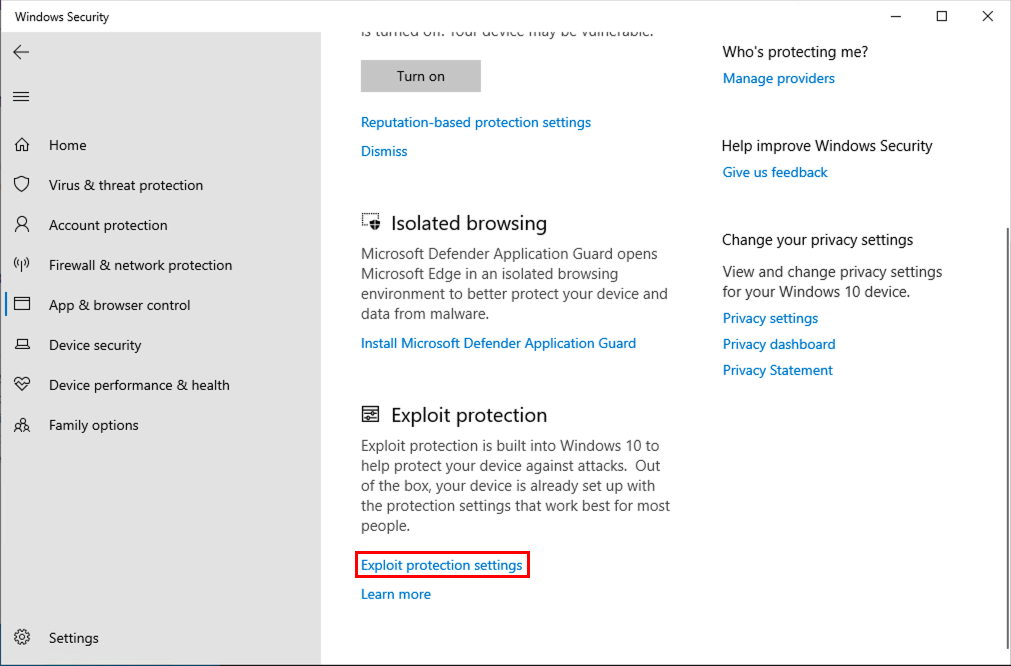 Windows Security
Home
Virus & threat protection
Account protection
Firewall & network protection
App & browser control
Device security
Device performance & health
Family options
Settings
is turned off. Your device may be vulnerable.
Turn on
Reputation-based protection settings
Dismiss
Isolated browsing
Microsoft Defender Application Guard opens
Microsoft Edge in an isolated browsing
environment to better protect your device and
data from malware.
Install Microsoft Defender Application Guard
Exploit protection
Exploit protection is built into Windows 10 to
help protect your device against attacks.  Out
of the box, your device is already set up with
the protection settings that work best for most
people.
Exploit protection settings
Learn more
Who's protecting me?
Manage providers
Help improve Windows Security
Give us feedback
Change your privacy settings
View and change privacy settings
for your Windows 10 device.
Privacy settings
Privacy dashboard
Privacy Statement